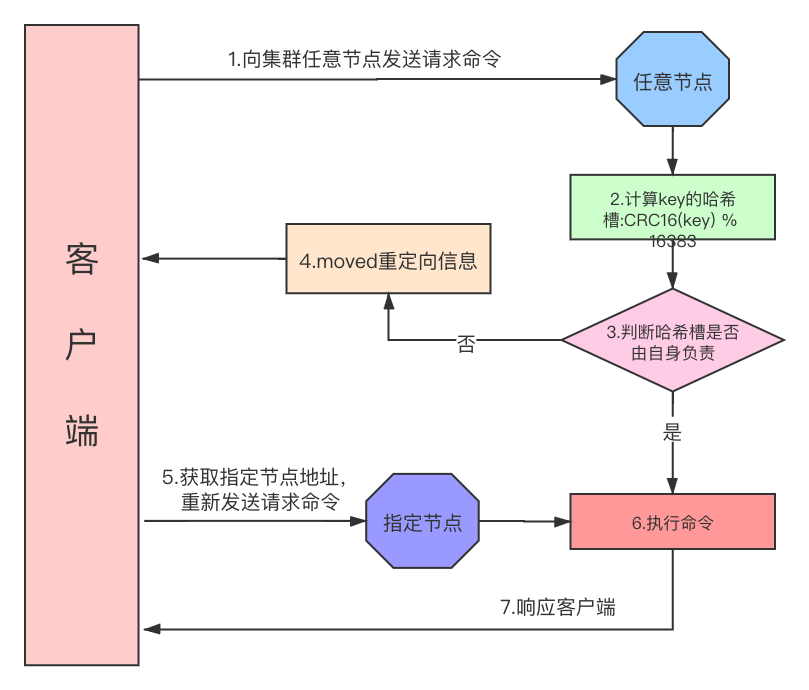 1.向集群任意节点发送请求命令
任意节点
2.计算key的哈希
槽:CRC16(key) %
16383
4.moved重定向信息
客
户
端
3.判断哈希槽是否
由自身负责
否
是
5.获取指定节点地址,
重新发送请求命令
指定节点
6.执行命令
7.响应客户端